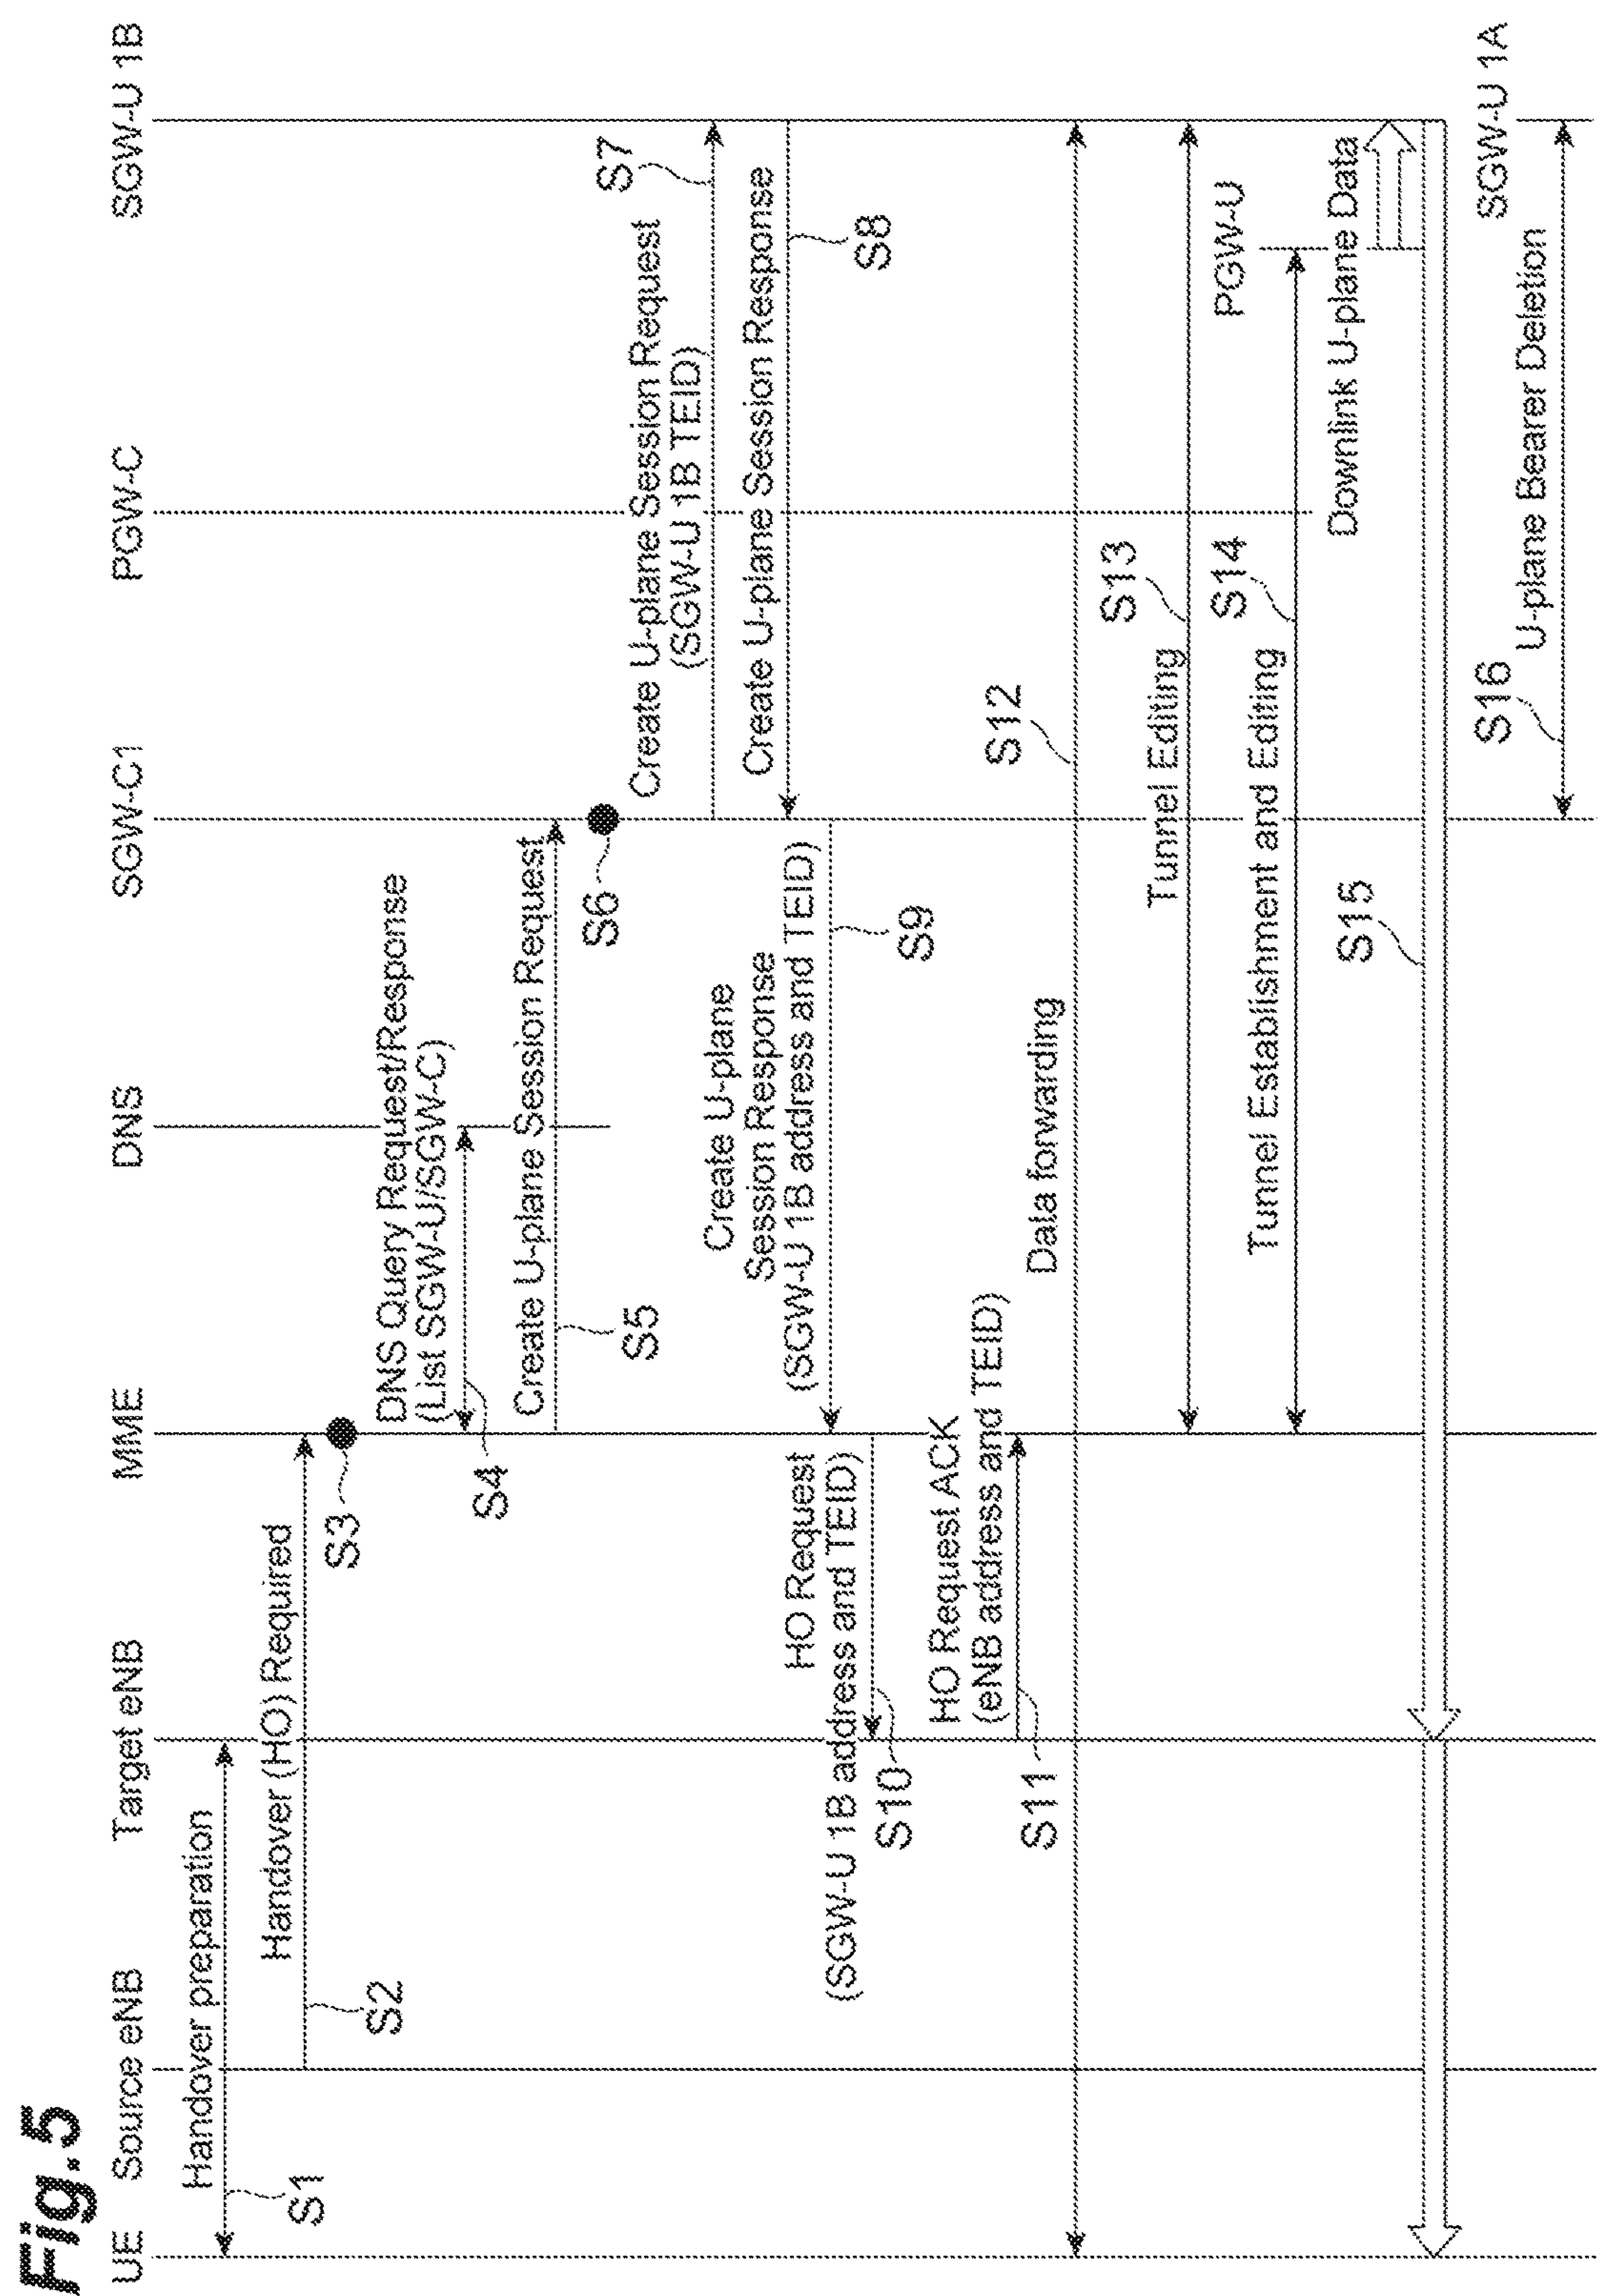 Fig.5
UE
Source eNB
Target eNB
MME
DNS
SGW-C1
PGW-C
SGW-U 1B
Handover preparation
S1
Handover (HO) Required
S2
S3
DNS Query Request/Response
(List SGW-U/SGW-C)
S4
Create U-plane Session Request
S5
S6
Create U-plane Session Request
(SGW-U 1B TEID)
S7
Create U-plane Session Response
S8
Create U-plane
Session Response
(SGW-U 1B address and TEID)
S9
HO Request
(SGW-U 1B address and TEID)
S10
HO Request ACK
(eNB address and TEID)
S11
Data forwarding
S12
Tunnel Editing
S13
PGW-U
Tunnel Establishment and Editing
S14
Downlink U-plane Data
S15
SGW-U 1A
U-plane Bearer Deletion
S16